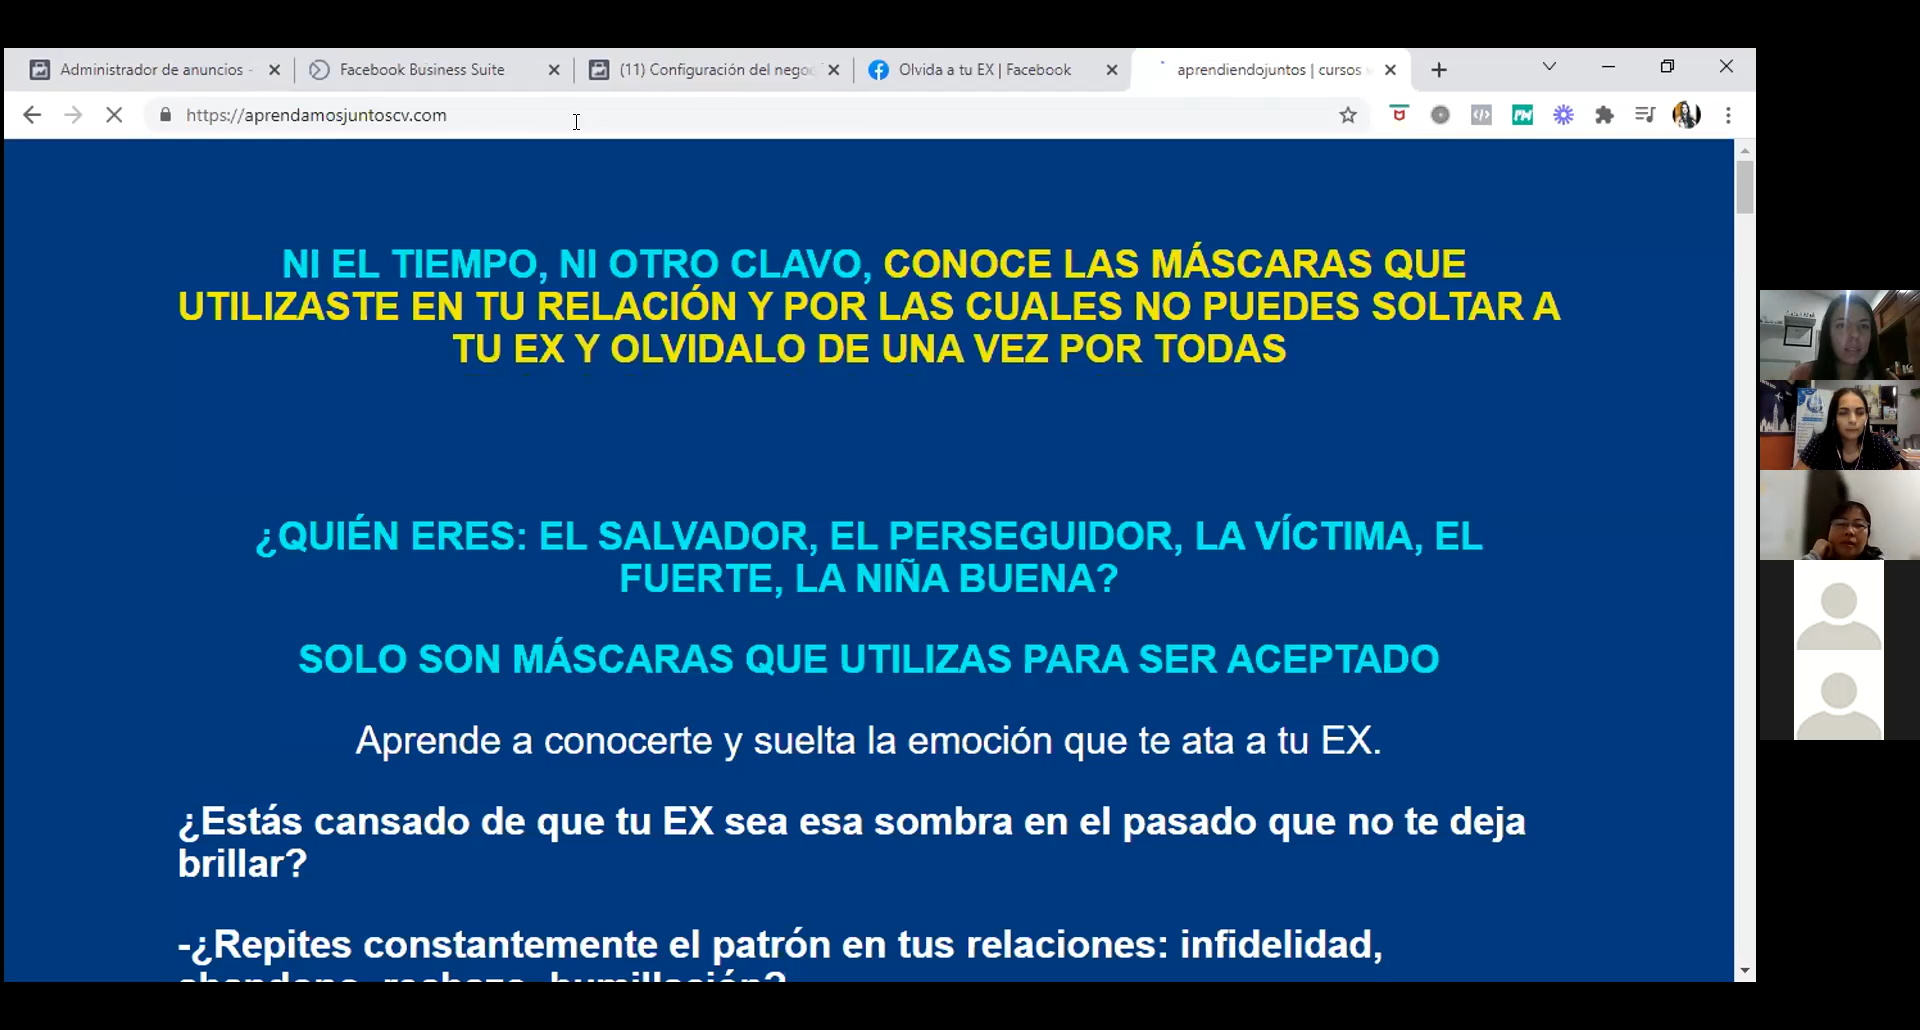 Administrador de anuncios -
Facebook Business Suite
(11) Configuración del nego
Olvida a tu EX | Facebook
aprendiendojuntos | cursos
https://aprendamosjuntoscv.com
NI EL TIEMPO, NI OTRO CLAVO, CONOCE LAS MÁSCARAS QUE
UTILIZASTE EN TU RELACIÓN Y POR LAS CUALES NO PUEDES SOLTAR A
TU EX Y OLVIDALO DE UNA VEZ POR TODAS
¿QUIÉN ERES: EL SALVADOR, EL PERSEGUIDOR, LA VÍCTIMA, EL
FUERTE, LA NIÑA BUENA?
SOLO SON MÁSCARAS QUE UTILIZAS PARA SER ACEPTADO
Aprende a conocerte y suelta la emoción que te ata a tu EX.
¿Estás cansado de que tu EX sea esa sombra en el pasado que no te deja
brillar?
-¿Repites constantemente el patrón en tus relaciones: infidelidad,
abandono, rechazo, humillación?